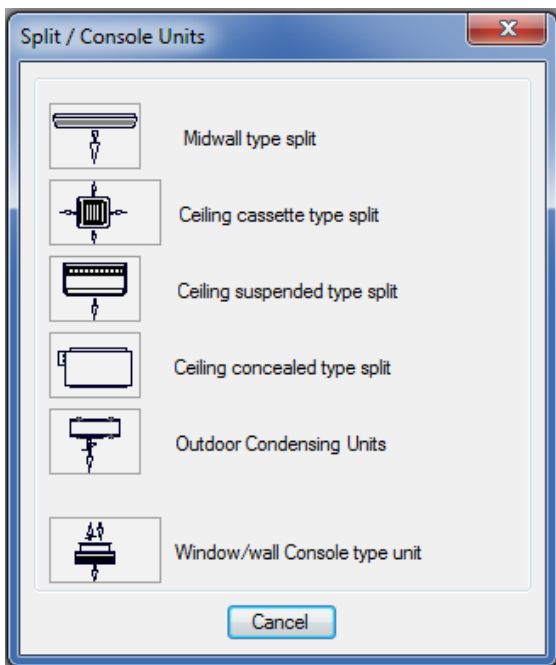 Split / Console Units
Midwall type split
Ceiling cassette type split
Ceiling suspended type split
Ceiling concealed type split
Outdoor Condensing Units
Window/wall Console type unit
Cancel